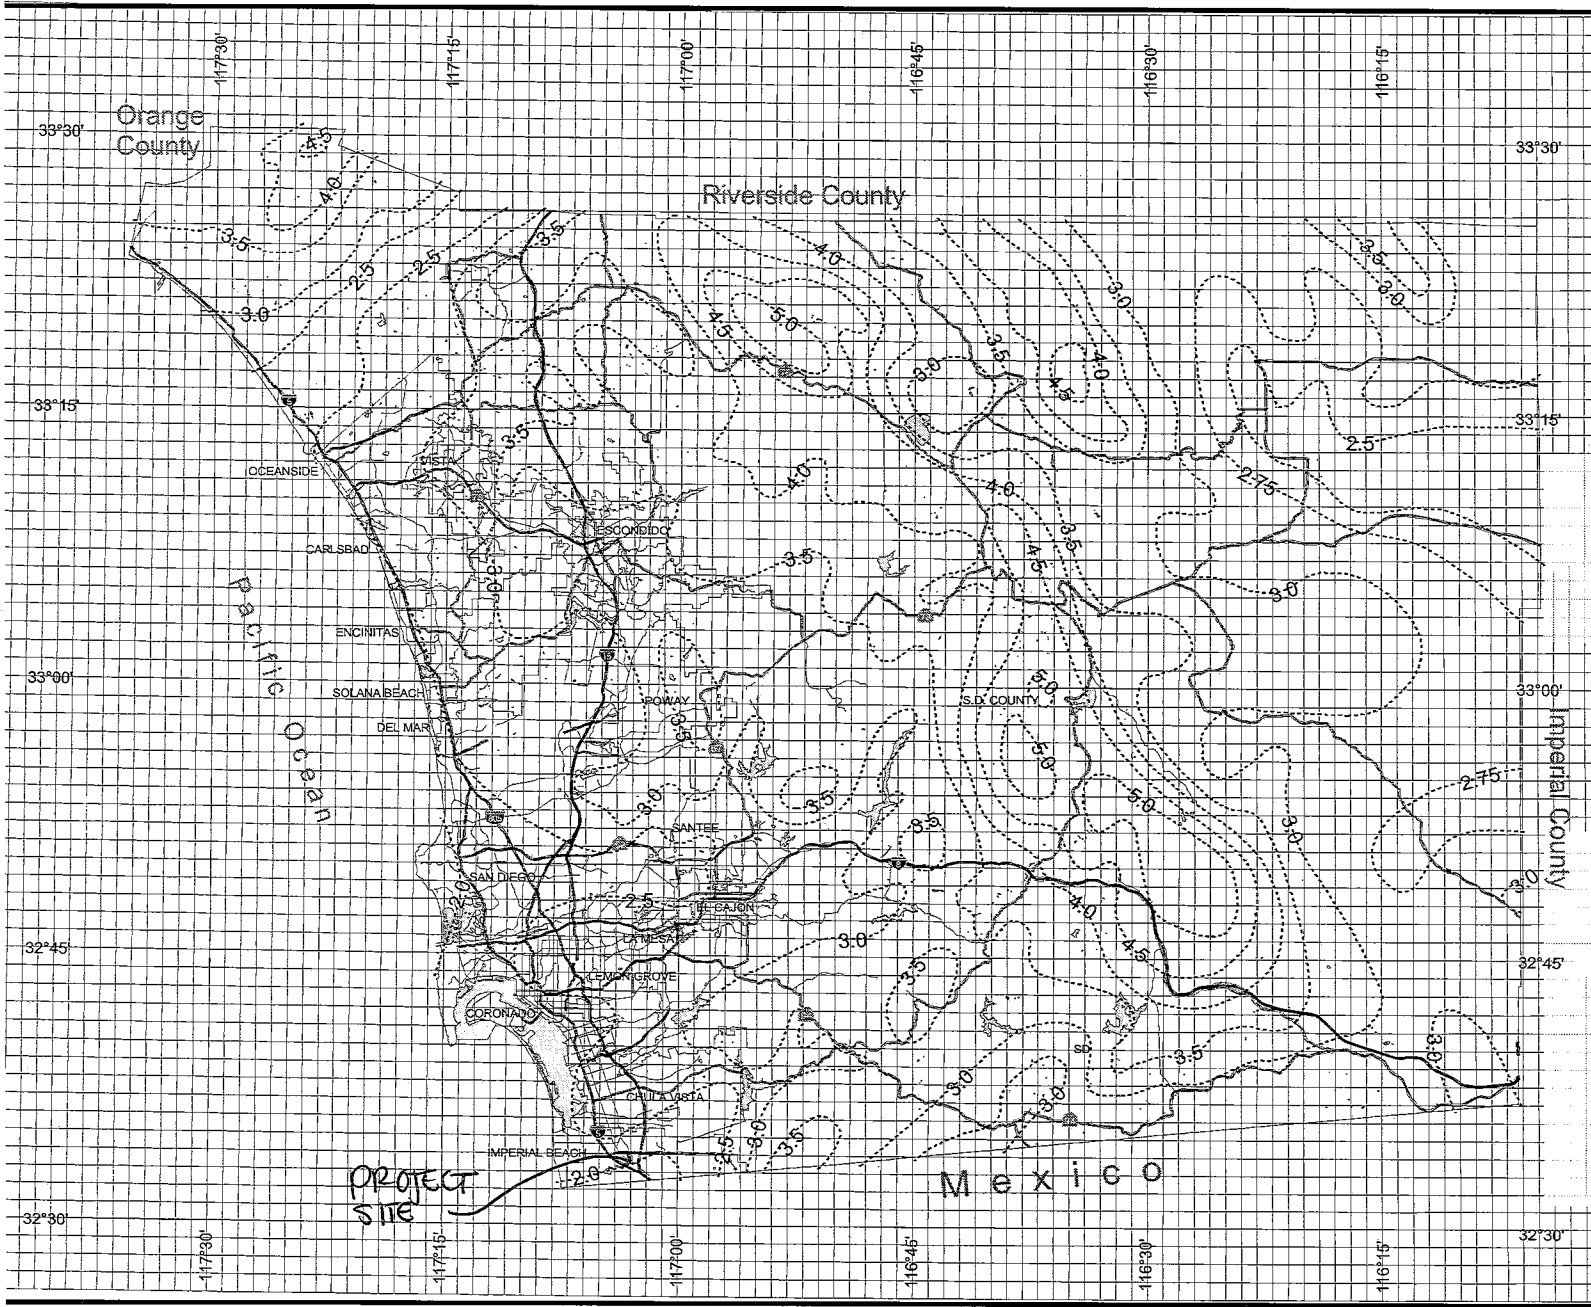 117°30'
117°15'
117°00'
116°45'
116°30'
116°15'
Orange
County
33°30'
33°30'
4.5
4.0
Riverside County
3.5
3.5
2.5
2.5
4.0
3.5
3.0
3.0
3.0
4.5
5.0
3.5
4.0
3.0
4.5
33°15'
33°15'
3.5
2.5
OCEANSIDE
VISTA
4.0
4.0
2.75
ESCONDIDO
3.5
4.5
CARLSBAD
3.5
3.0
3.0
Pacific Ocean
ENCINITAS
33°00'
33°00'
SOLANA BEACH
POWAY
5.0
S.D. COUNTY
DEL MAR
3.5
5.0
Imperial County
2.75
3.0
3.5
5.0
SANTEE
3.5
3.0
SAN DIEGO
2.0
2.5
EL CAJON
4.0
3.0
LA MESA
3.0
4.5
32°45'
32°45'
LEMON GROVE
3.5
CORONADO
SD
3.5
3.0
3.0
CHULA VISTA
3.0
2.5
3.0
3.5
IMPERIAL BEACH
2.0
Mexico
PROJECT
SITE
32°30'
32°30'
117°30'
117°15'
117°00'
116°45'
116°30'
116°15'